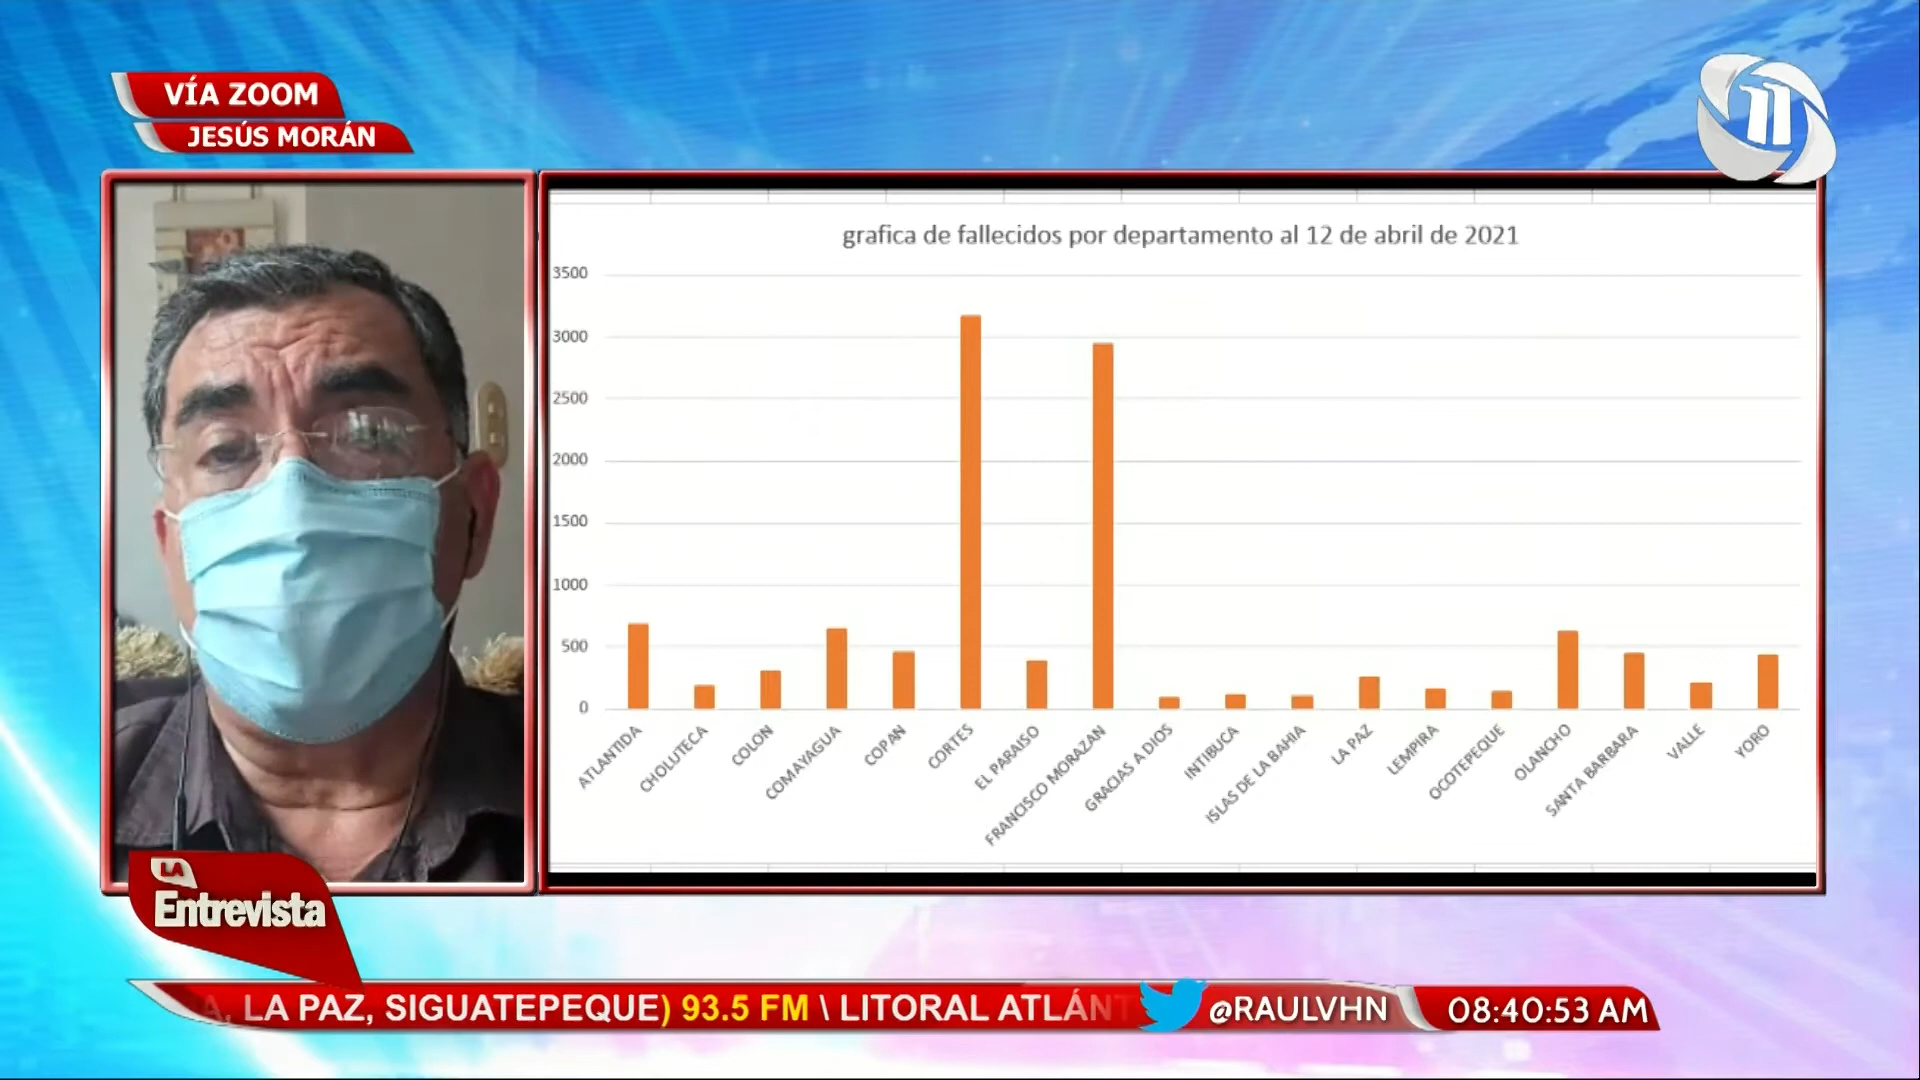 VÍA ZOOM
JESÚS MORÁN
11
grafica de fallecidos por departamento al 12 de abril de 2021
3500
3000
2500
2000
1500
1000
500
0
ATLANTIDA
CHOLUTECA
COLON
COMAYAGUA
COPAN
CORTES
EL PARAISO
FRANCISCO MORAZAN
GRACIAS A DIOS
INTIBUCA
ISLAS DE LA BAHIA
LA PAZ
LEMPIRA
OCOTEPEQUE
OLANCHO
SANTA BARBARA
VALLE
YORO
LA
Entrevista
A, LA PAZ, SIGUATEPEQUE) 93.5 FM \ LITORAL ATLÁNT
@RAULVHN
08:40:53 AM